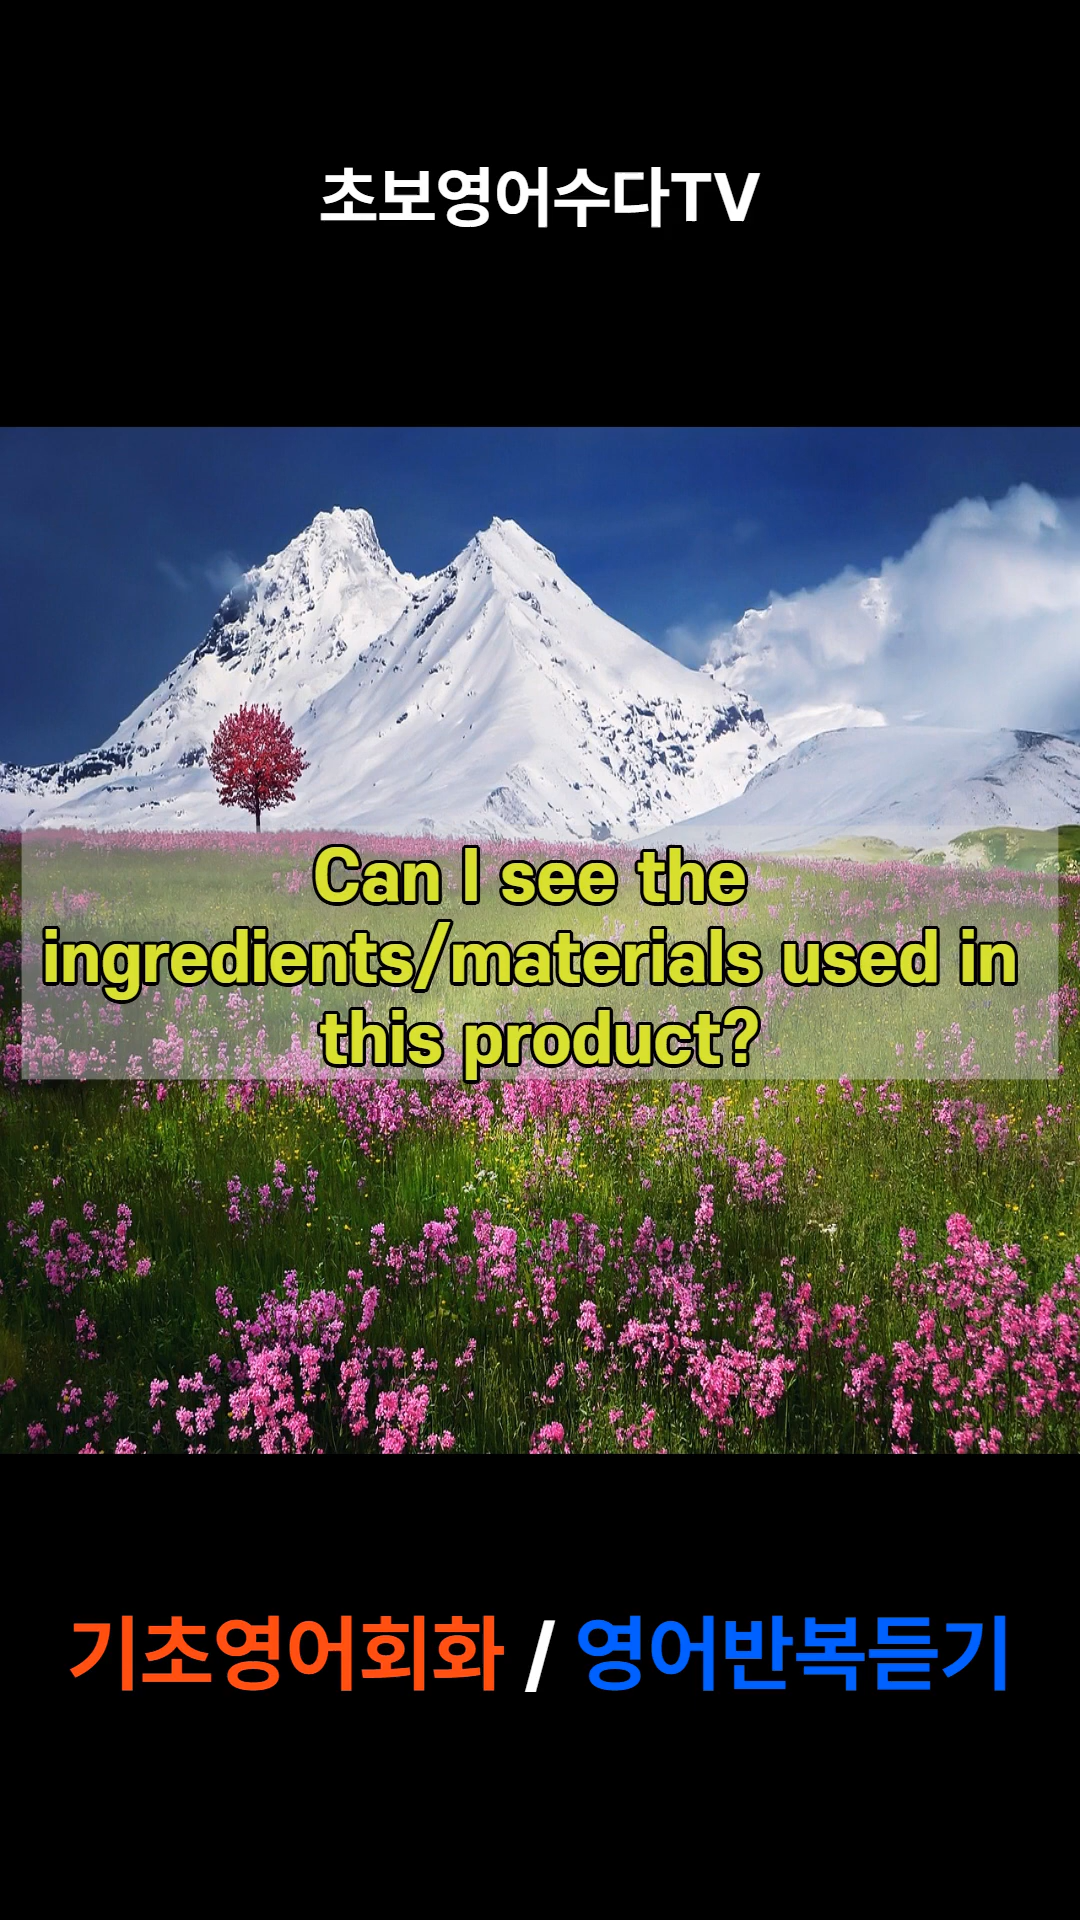 초보영어수다TV
Can I see the
ingredients/materials used in
this product?
기초영어회화 / 영어반복듣기